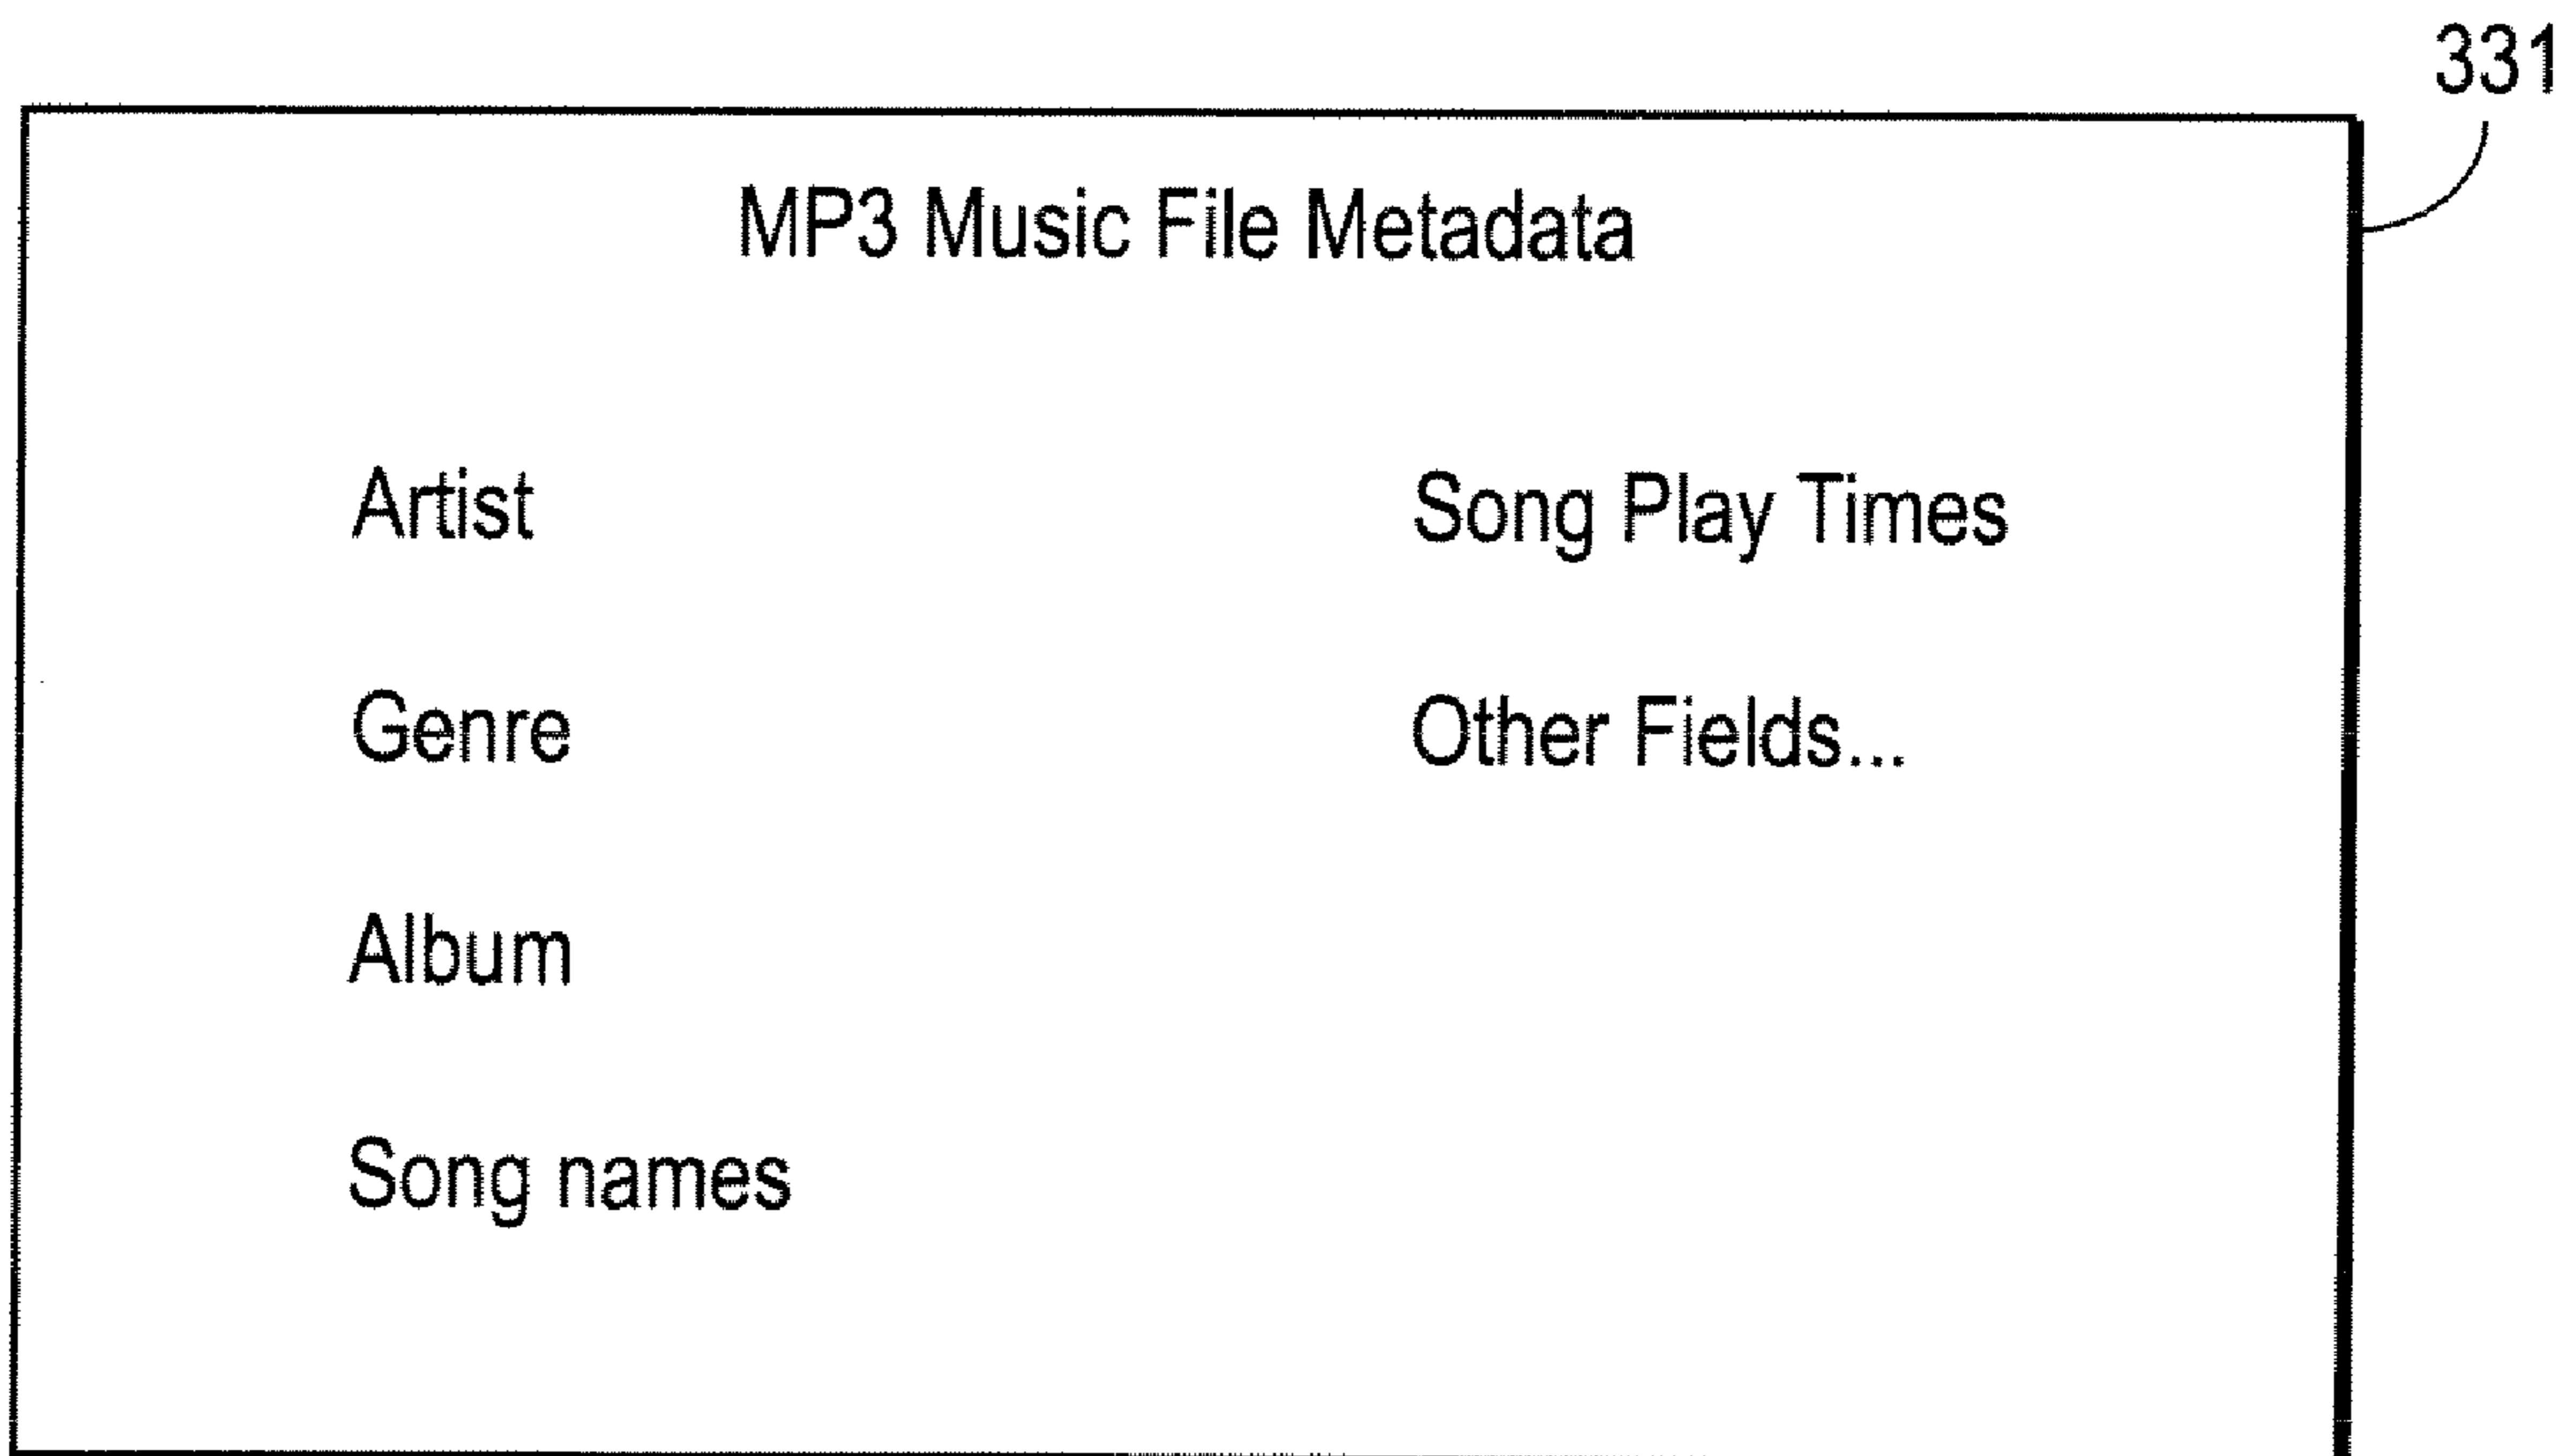 331
MP3 Music File Metadata
Artist
Genre
Album
Song names
Song Play Times
Other Fields...